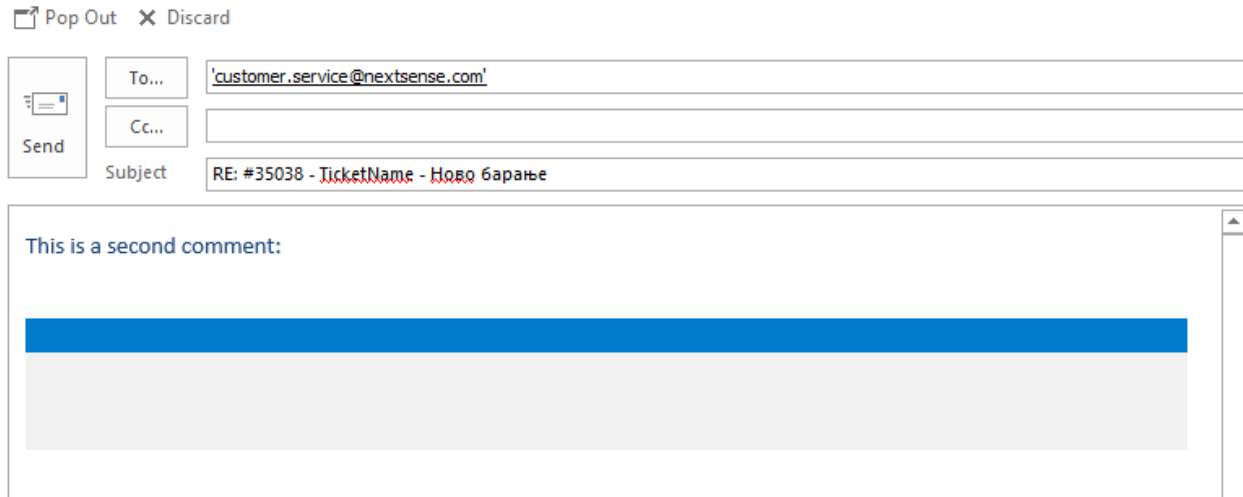 Pop Out Discard
To... 'customer.service@nextsense.com'
Cc...
Send
Subject RE: #35038 - TicketName - Ново барање
This is a second comment: